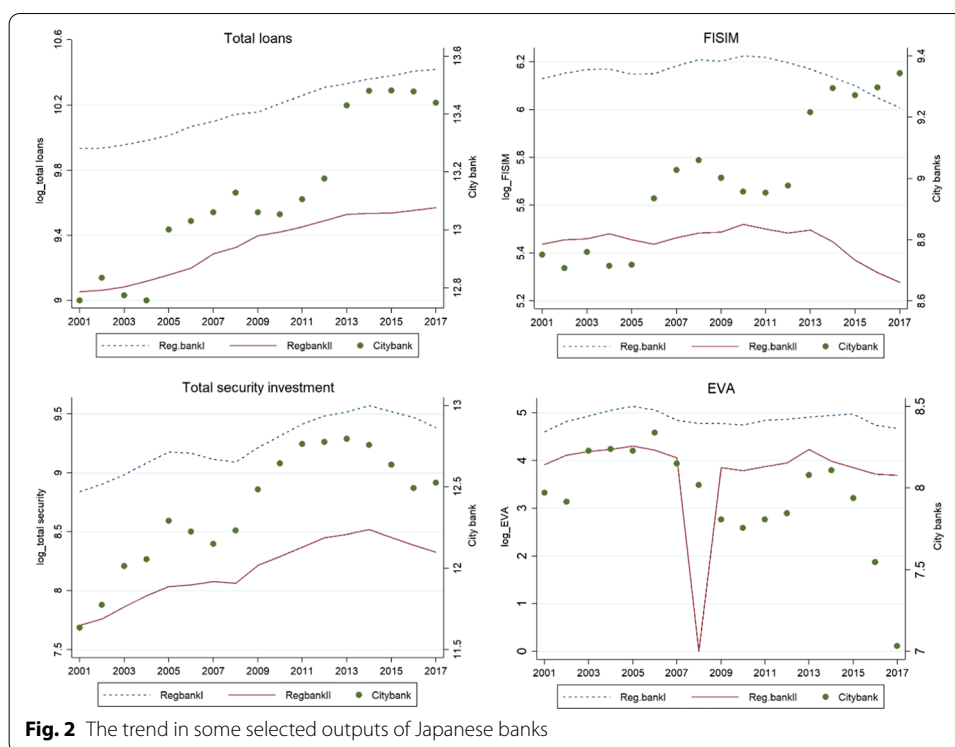 Total loans
10.6
10.2
9.8
9.4
9
log_total loans
13.6
13.4
13.2
13
12.8
City bank
2001 2003 2005 2007 2009 2011 2013 2015 2017
Reg.bankI RegbankII Citybank
FISIM
6.2
6
5.8
5.6
5.4
5.2
log_FISIM
9.4
9.2
9
8.8
8.6
City banks
2001 2003 2005 2007 2009 2011 2013 2015 2017
Reg.bankI Reg.bankII Citybank
Total security investment
9.5
9
8.5
8
7.5
log_total security
13
12.5
12
11.5
City bank
2001 2003 2005 2007 2009 2011 2013 2015 2017
RegbankI RegbankII Citybank
EVA
5
4
3
2
1
0
log_EVA
8.5
8
7.5
7
City banks
2001 2003 2005 2007 2009 2011 2013 2015 2017
Reg.bankI Reg.bankII Citybank
Fig. 2 The trend in some selected outputs of Japanese banks